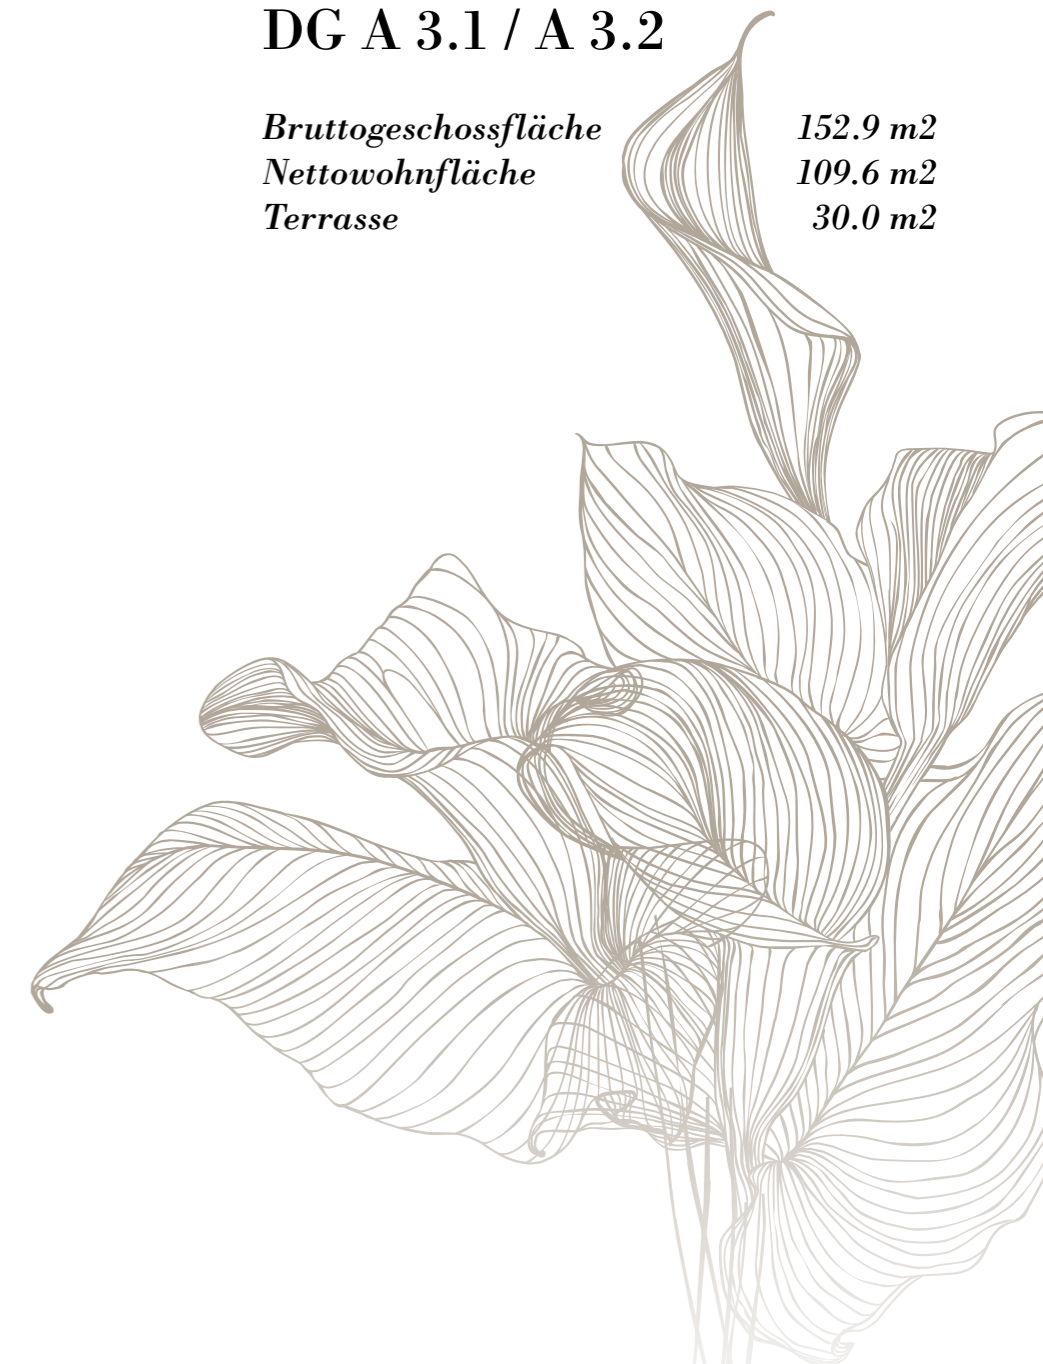 DG A 3.1 / A 3.2
Bruttogeschossfläche 152.9 m2
Nettowohnfläche 109.6 m2
Terrasse 30.0 m2